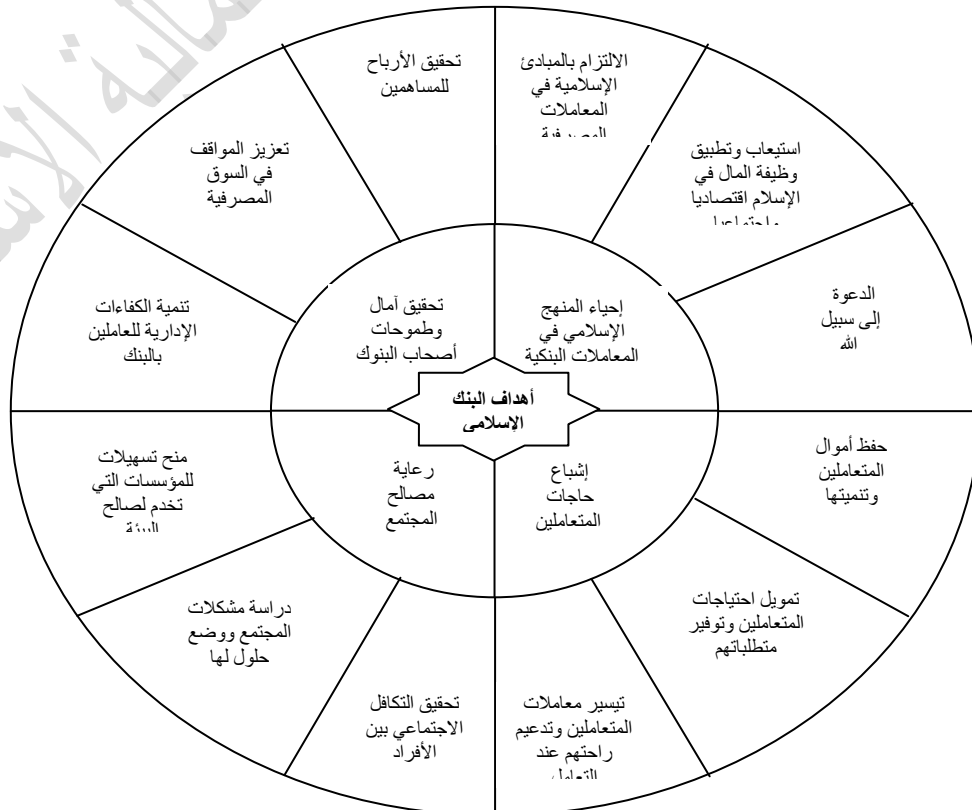 الالتزام بالمبادئ
الإسلامية في
المعاملات
المصرفية
تحقيق الأرباح
للمساهمين
استيعاب وتطبيق
وظيفة المال في
الإسلام اقتصاديا
واجتماعيا
تعزيز المواقف
في السوق
المصرفية
الدعوة
إلى سبيل
الله
إحياء المنهج
الإسلامي في
المعاملات البنكية
تحقيق آمال
وطموحات
أصحاب البنوك
تنمية الكفاءات
الإدارية للعاملين
بالبنك
أهداف البنك
الإسلامي
حفظ أموال
المتعاملين
وتنميتها
إشباع
حاجات
المتعاملين
رعاية
مصالح
المجتمع
منح تسهيلات
للمؤسسات التي
تخدم لصالح
البيئة
تمويل احتياجات
المتعاملين وتوفير
متطلباتهم
دراسة مشكلات
المجتمع ووضع
حلول لها
تيسير معاملات
المتعاملين وتدعيم
راحتهم عند
التعامل
تحقيق التكافل
الاجتماعي بين
الأفراد